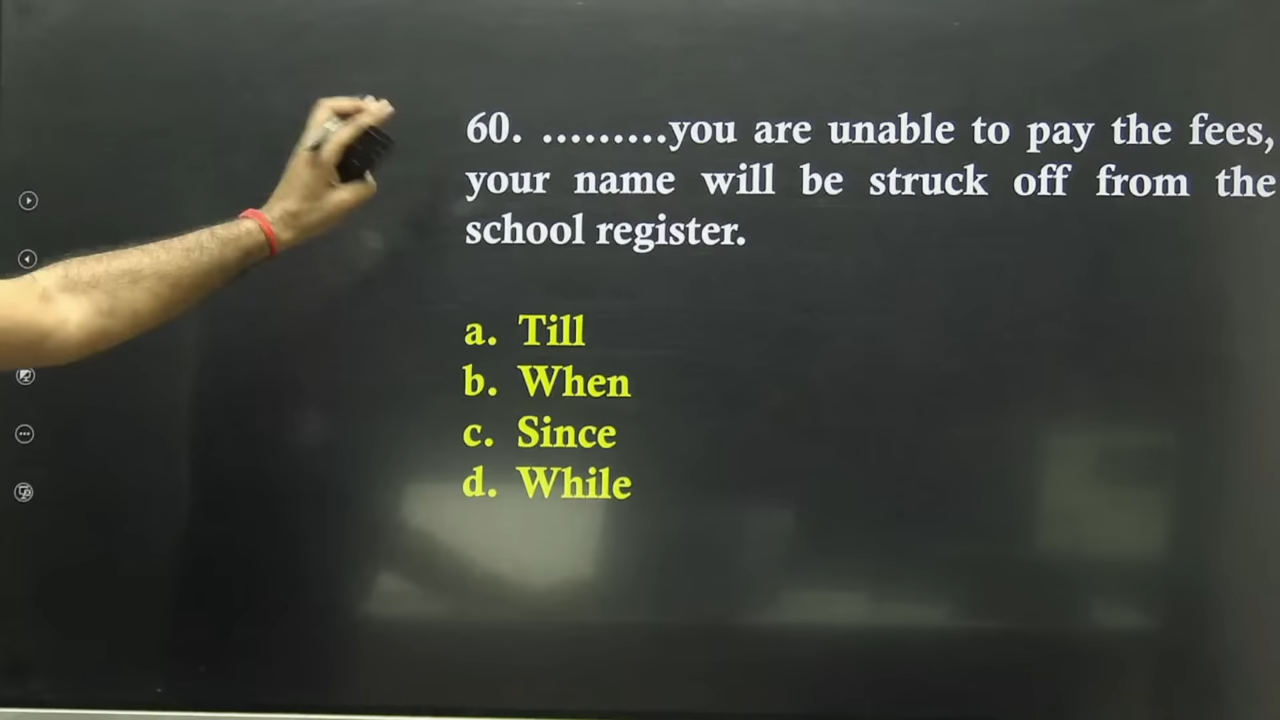 60. .........you are unable to pay the fees,
your name will be struck off from the
school register.
a. Till
b. When
c. Since
d. While